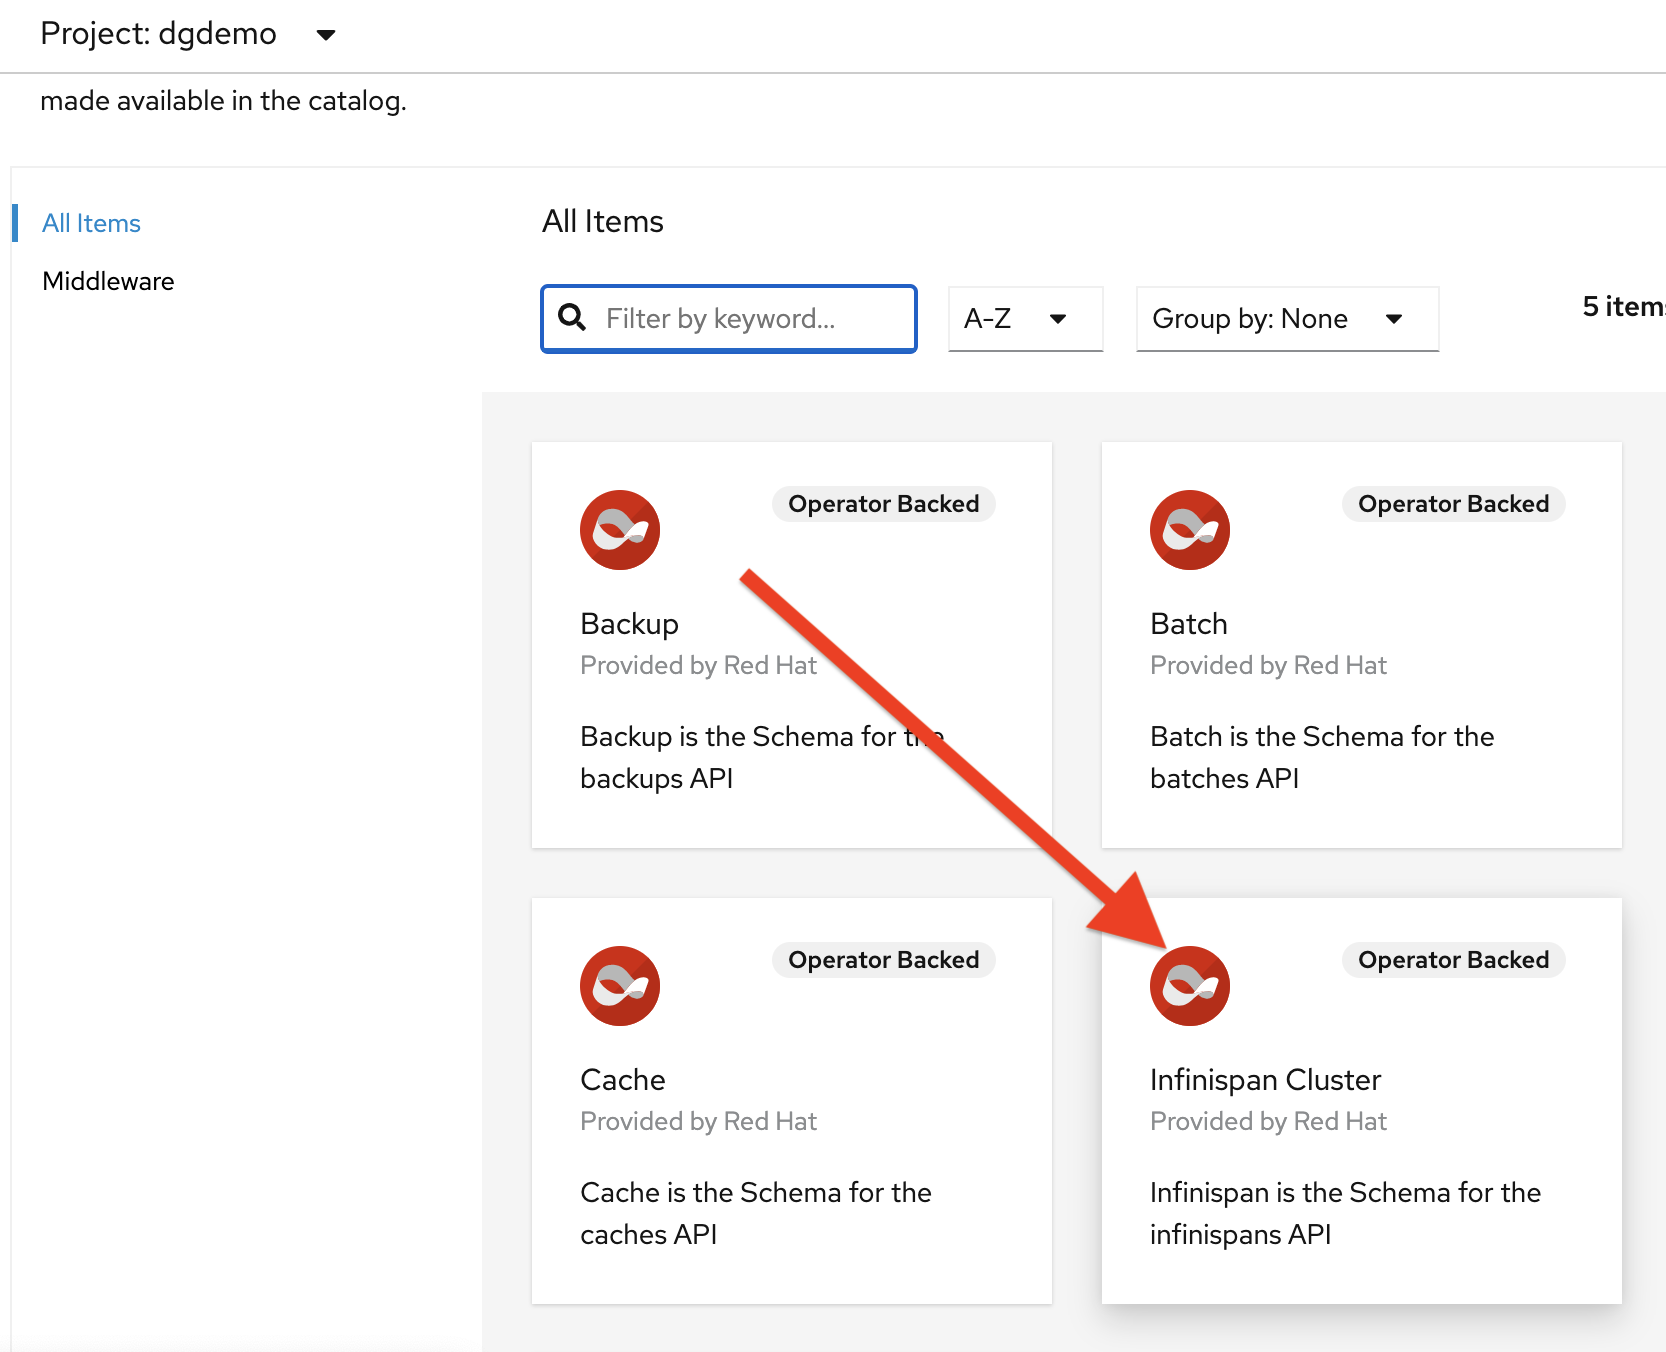 Project: dgdemo
made available in the catalog.
All Items
Middleware
All Items
Filter by keyword...
A-Z
Group by: None
5 item
Operator Backed
Backup
Provided by Red Hat
Backup is the Schema for the
backups API
Operator Backed
Batch
Provided by Red Hat
Batch is the Schema for the
batches API
Operator Backed
Cache
Provided by Red Hat
Cache is the Schema for the
caches API
Operator Backed
Infinispan Cluster
Provided by Red Hat
Infinispan is the Schema for the
infinispans API